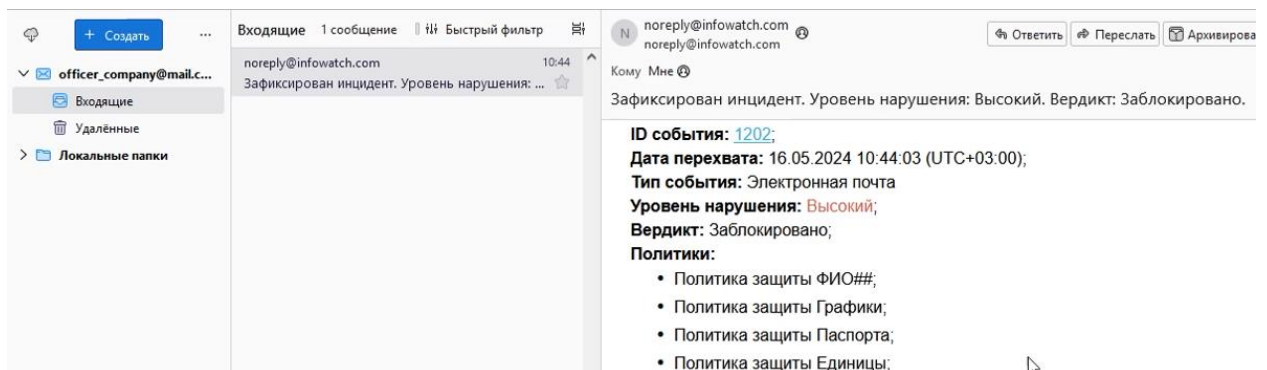 + Создать
officer_company@mail.c...
Входящие
Удалённые
Локальные папки
Входящие 1 сообщение Быстрый фильтр
noreply@infowatch.com 10:44
Зафиксирован инцидент. Уровень нарушения: ...
N
noreply@infowatch.com
noreply@infowatch.com
Ответить Переслать Архивирова
Кому Мне
Зафиксирован инцидент. Уровень нарушения: Высокий. Вердикт: Заблокировано.
ID события: 1202;
Дата перехвата: 16.05.2024 10:44:03 (UTC+03:00);
Тип события: Электронная почта
Уровень нарушения: Высокий;
Вердикт: Заблокировано;
Политики:
• Политика защиты ФИО##;
• Политика защиты Графики;
• Политика защиты Паспорта;
• Политика защиты Единицы;